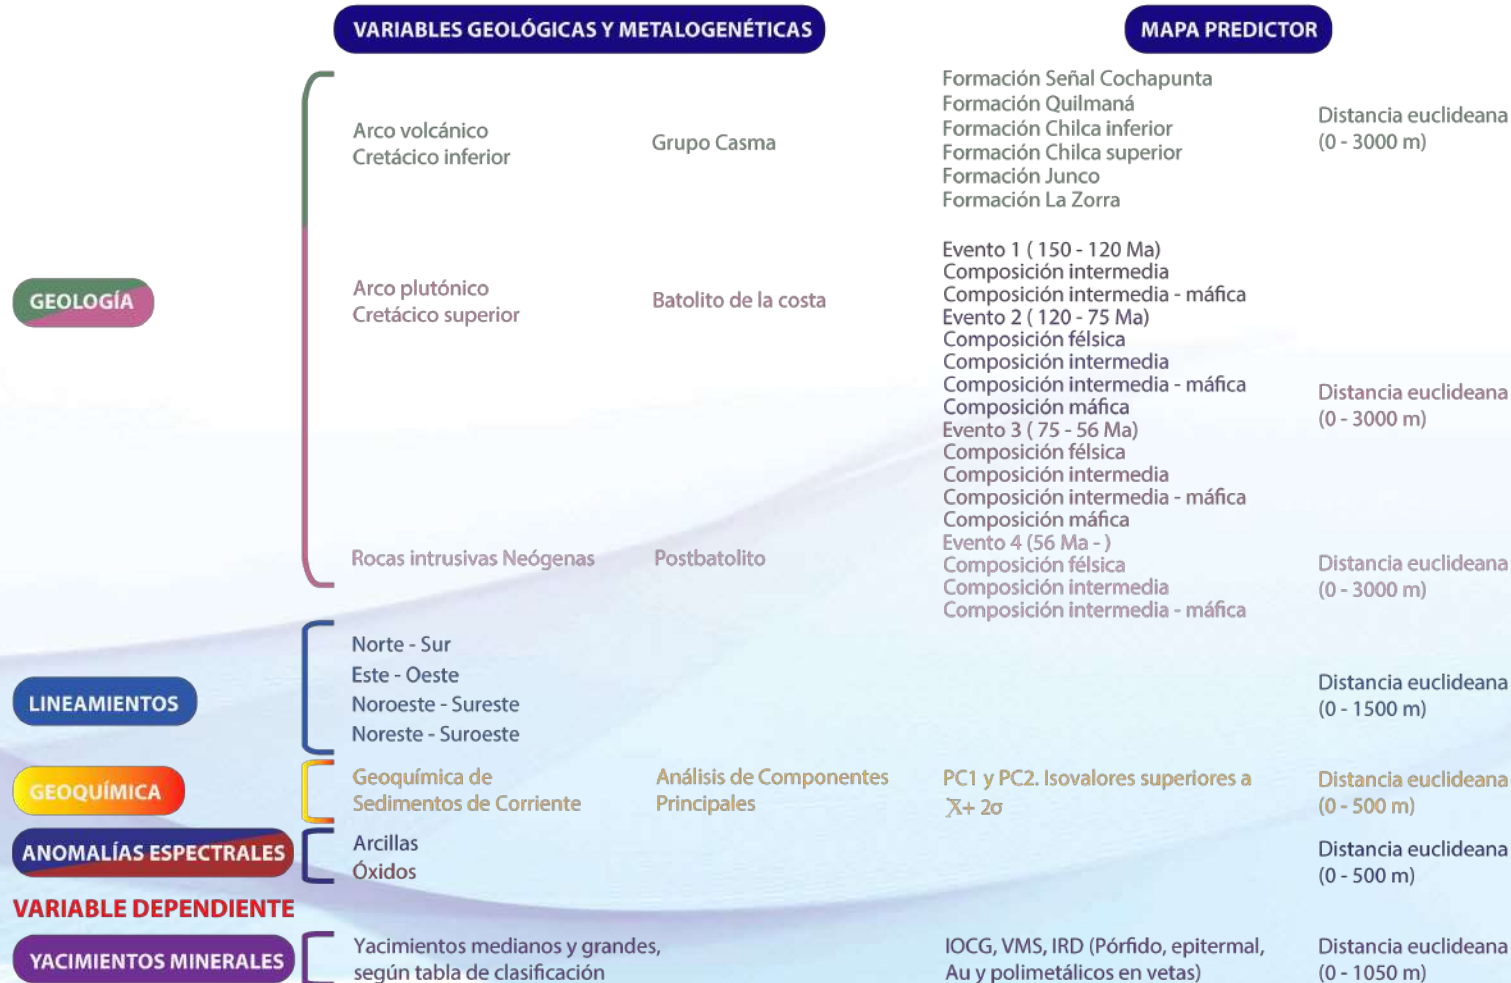 VARIABLES GEOLÓGICAS Y METALOGENÉTICAS
MAPA PREDICTOR
GEOLOGÍA
Arco volcánico
Cretácico inferior
Grupo Casma
Formación Señal Cochapunta
Formación Quilmaná
Formación Chilca inferior
Formación Chilca superior
Formación Junco
Formación La Zorra
Distancia euclideana
(0 - 3000 m)
Arco plutónico
Cretácico superior
Batolito de la costa
Evento 1 ( 150 - 120 Ma)
Composición intermedia
Composición intermedia - máfica
Evento 2 ( 120 - 75 Ma)
Composición félsica
Composición intermedia
Composición intermedia - máfica
Composición máfica
Evento 3 ( 75 - 56 Ma)
Composición félsica
Composición intermedia
Composición intermedia - máfica
Composición máfica
Distancia euclideana
(0 - 3000 m)
Rocas intrusivas Neógenas
Postbatolito
Evento 4 (56 Ma - )
Composición félsica
Composición intermedia
Composición intermedia - máfica
Distancia euclideana
(0 - 3000 m)
LINEAMIENTOS
Norte - Sur
Este - Oeste
Noroeste - Sureste
Noreste - Suroeste
Distancia euclideana
(0 - 1500 m)
GEOQUÍMICA
Geoquímica de
Sedimentos de Corriente
Análisis de Componentes
Principales
PC1 y PC2. Isovalores superiores a
X̄+ 2σ
Distancia euclideana
(0 - 500 m)
ANOMALÍAS ESPECTRALES
Arcillas
Óxidos
Distancia euclideana
(0 - 500 m)
VARIABLE DEPENDIENTE
YACIMIENTOS MINERALES
Yacimientos medianos y grandes,
según tabla de clasificación
IOCG, VMS, IRD (Pórfido, epitermal,
Au y polimetálicos en vetas)
Distancia euclideana
(0 - 1050 m)